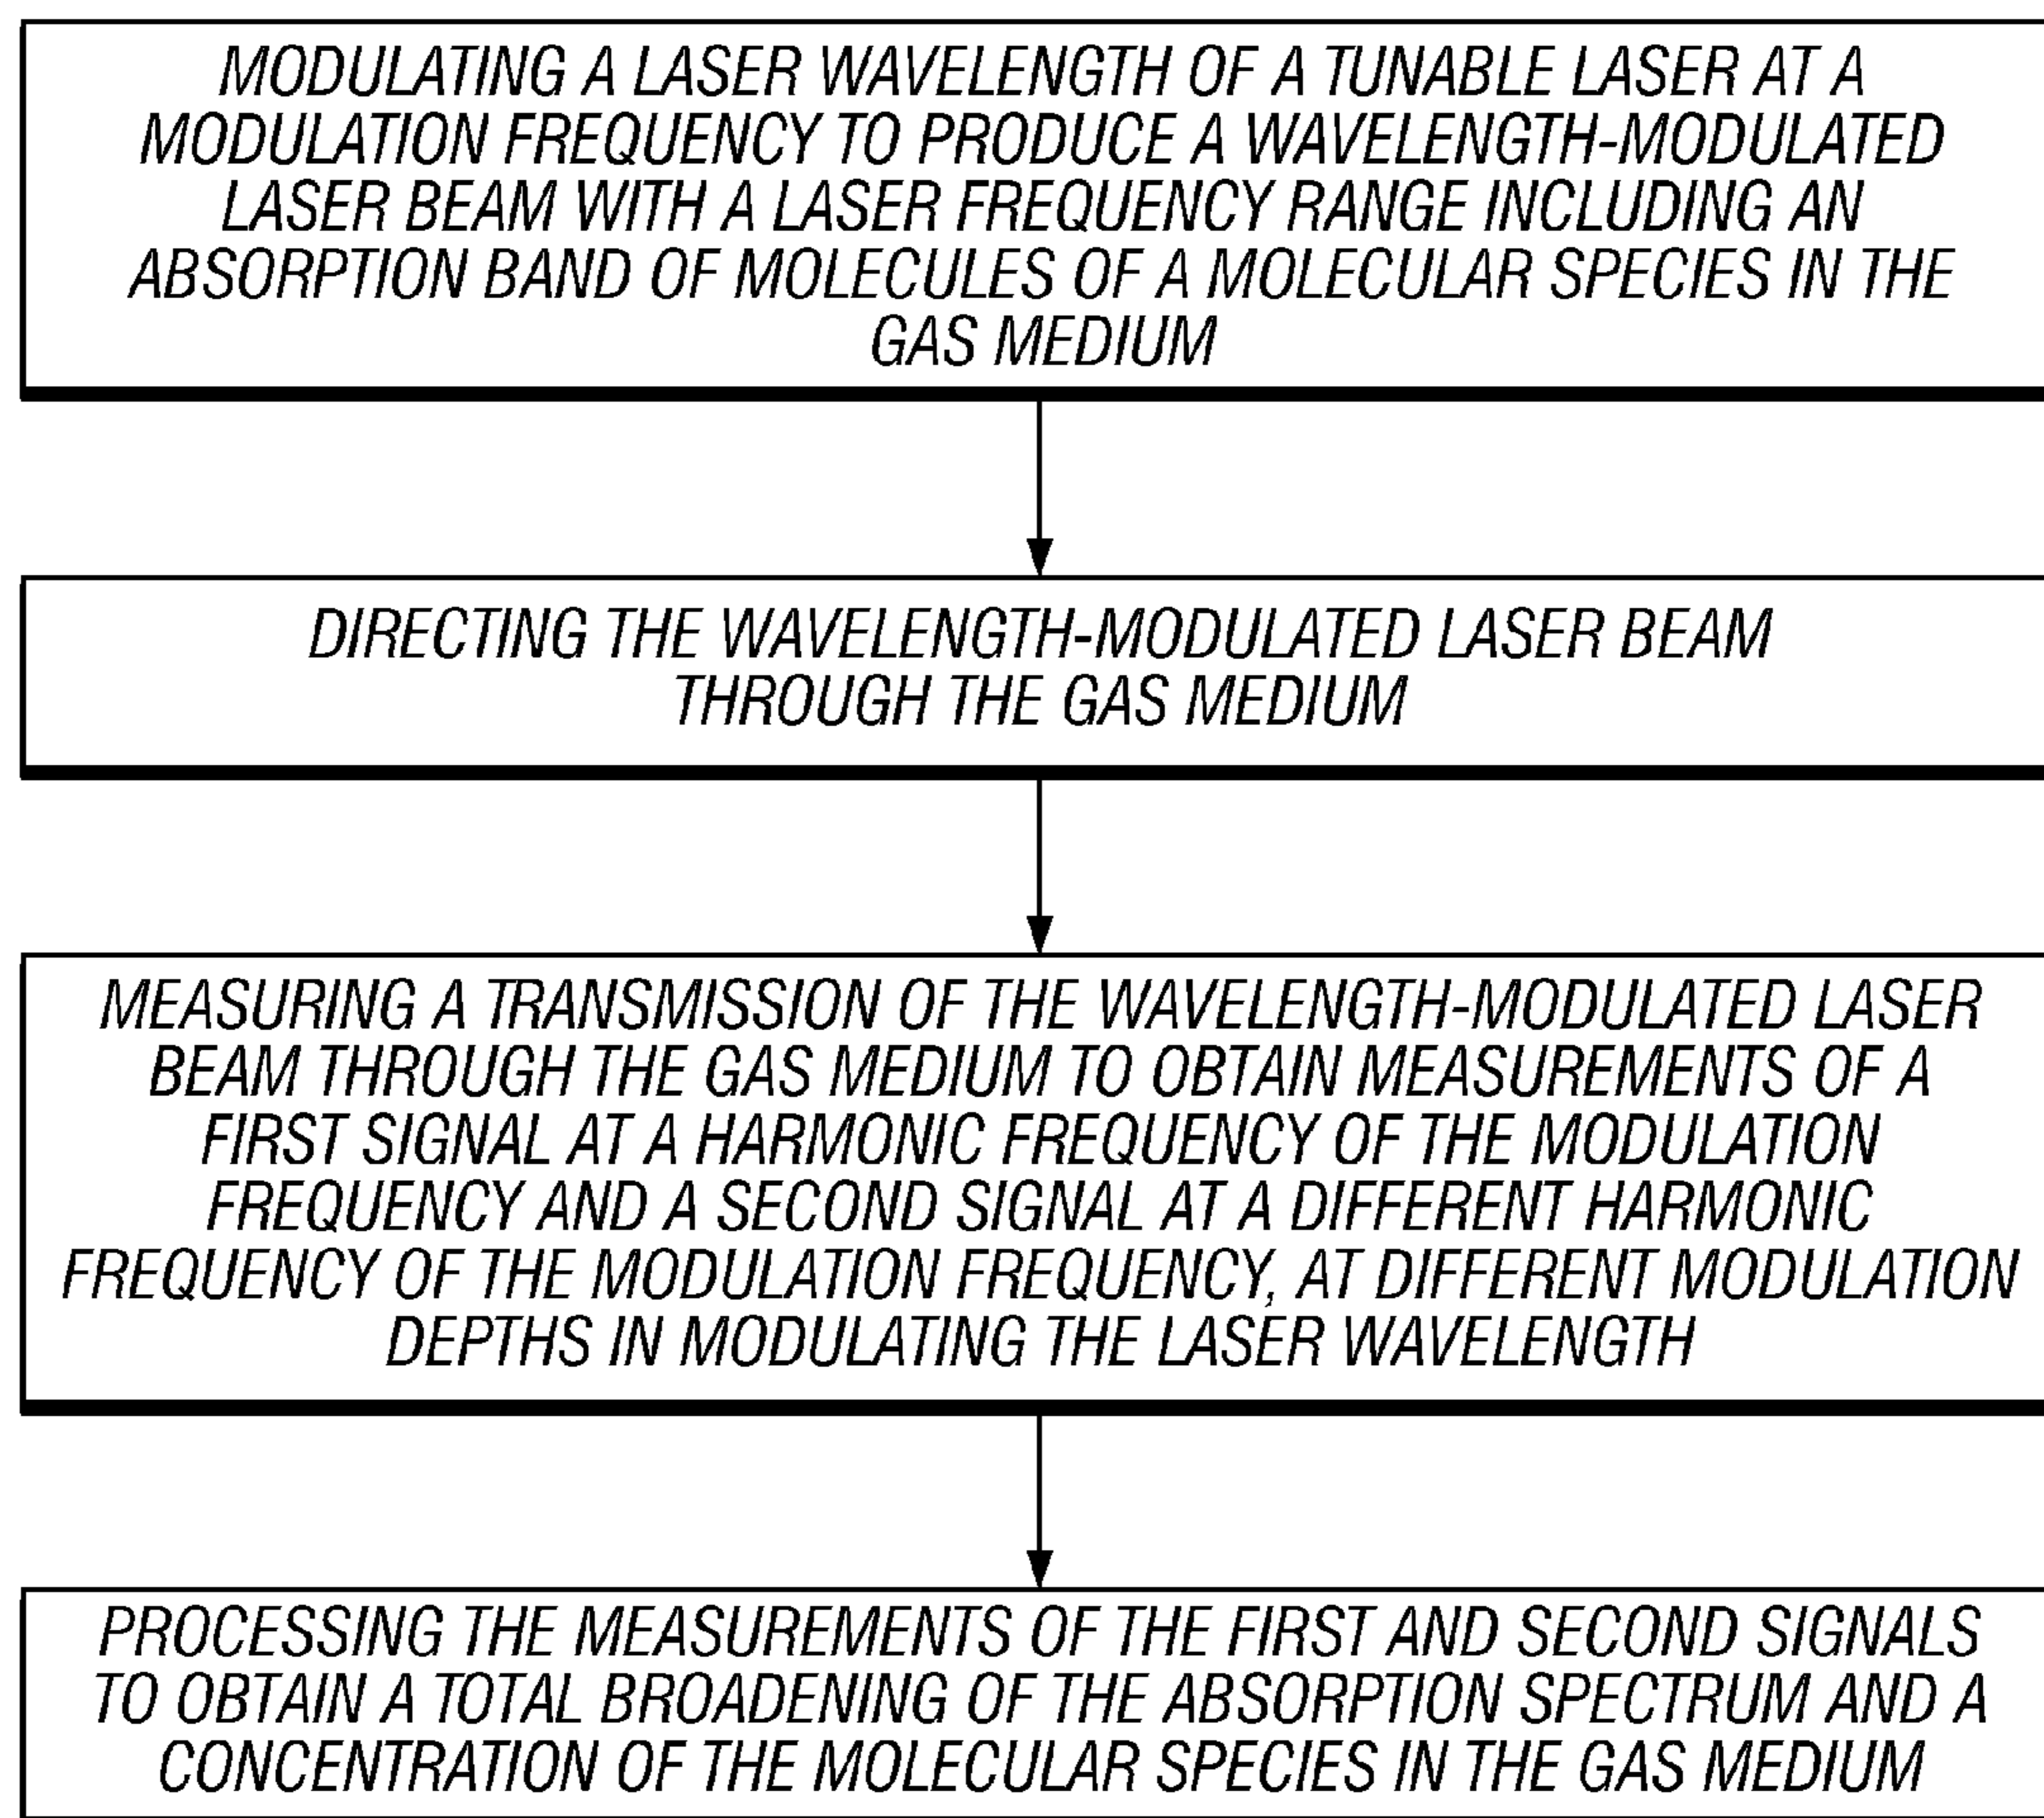 MODULATING A LASER WAVELENGTH OF A TUNABLE LASER AT A
MODULATION FREQUENCY TO PRODUCE A WAVELENGTH-MODULATED
LASER BEAM WITH A LASER FREQUENCY RANGE INCLUDING AN
ABSORPTION BAND OF MOLECULES OF A MOLECULAR SPECIES IN THE
GAS MEDIUM
DIRECTING THE WAVELENGTH-MODULATED LASER BEAM
THROUGH THE GAS MEDIUM
MEASURING A TRANSMISSION OF THE WAVELENGTH-MODULATED LASER
BEAM THROUGH THE GAS MEDIUM TO OBTAIN MEASUREMENTS OF A
FIRST SIGNAL AT A HARMONIC FREQUENCY OF THE MODULATION
FREQUENCY AND A SECOND SIGNAL AT A DIFFERENT HARMONIC
FREQUENCY OF THE MODULATION FREQUENCY, AT DIFFERENT MODULATION
DEPTHS IN MODULATING THE LASER WAVELENGTH
PROCESSING THE MEASUREMENTS OF THE FIRST AND SECOND SIGNALS
TO OBTAIN A TOTAL BROADENING OF THE ABSORPTION SPECTRUM AND A
CONCENTRATION OF THE MOLECULAR SPECIES IN THE GAS MEDIUM